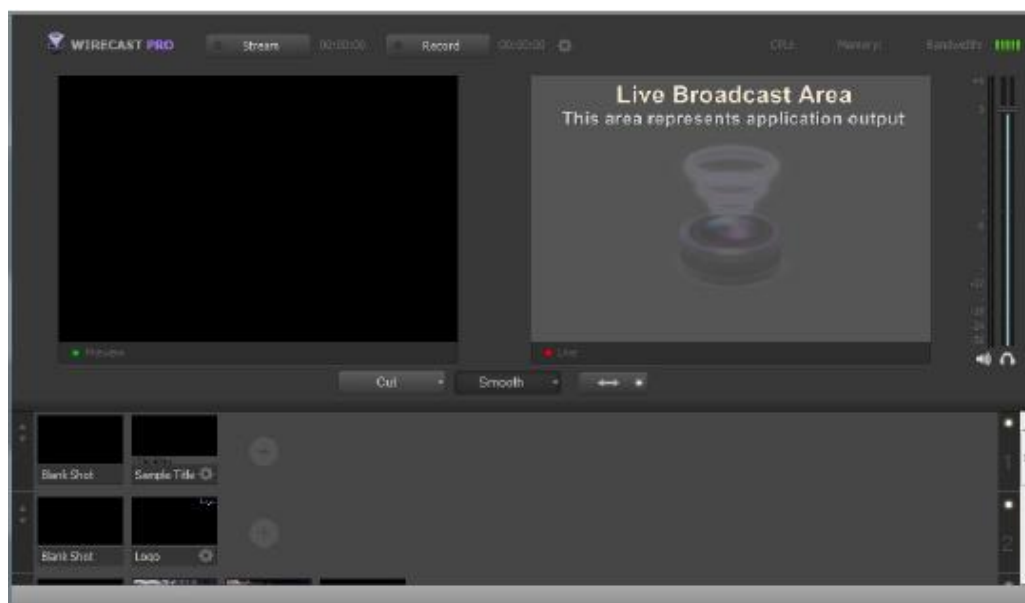 WIRECAST PRO Stream 00:00:00 Record 00:00:00 CPU: Memory: Bandwidth:
Live Broadcast Area
This area represents application output
Preview
Live
Cut Smooth
Blank Shot Sample Title
1
Blank Shot Logo
2